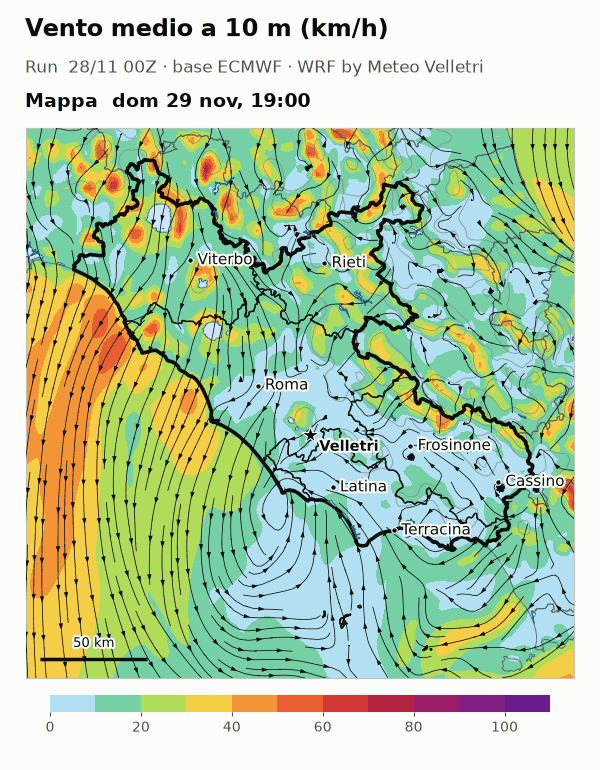 Vento medio a 10 m (km/h)
Run 28/11 00Z · base ECMWF · WRF by Meteo Velletri
Mappa dom 29 nov, 19:00
Viterbo
Rieti
Roma
Velletri
Frosinone
Cassino
Latina
Terracina
50 km
0 20 40 60 80 100